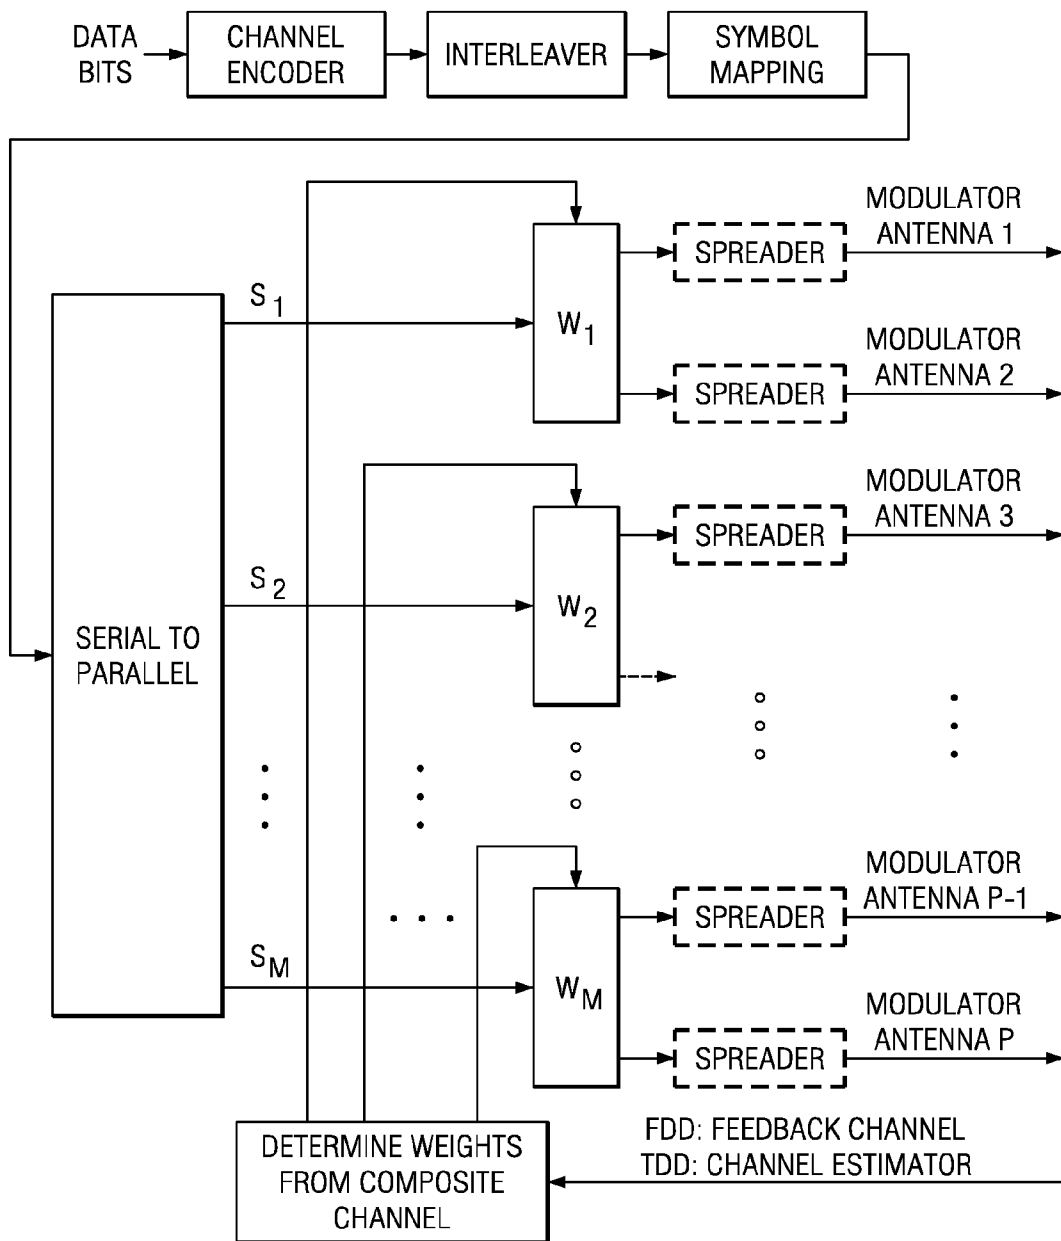 DATA
BITS
CHANNEL
ENCODER
INTERLEAVER
SYMBOL
MAPPING
MODULATOR
ANTENNA 1
SPREADER
S1
W1
MODULATOR
ANTENNA 2
SPREADER
MODULATOR
ANTENNA 3
SPREADER
S2
W2
SERIAL TO
PARALLEL
MODULATOR
ANTENNA P-1
SPREADER
SM
WM
MODULATOR
ANTENNA P
SPREADER
DETERMINE WEIGHTS
FROM COMPOSITE
CHANNEL
FDD: FEEDBACK CHANNEL
TDD: CHANNEL ESTIMATOR